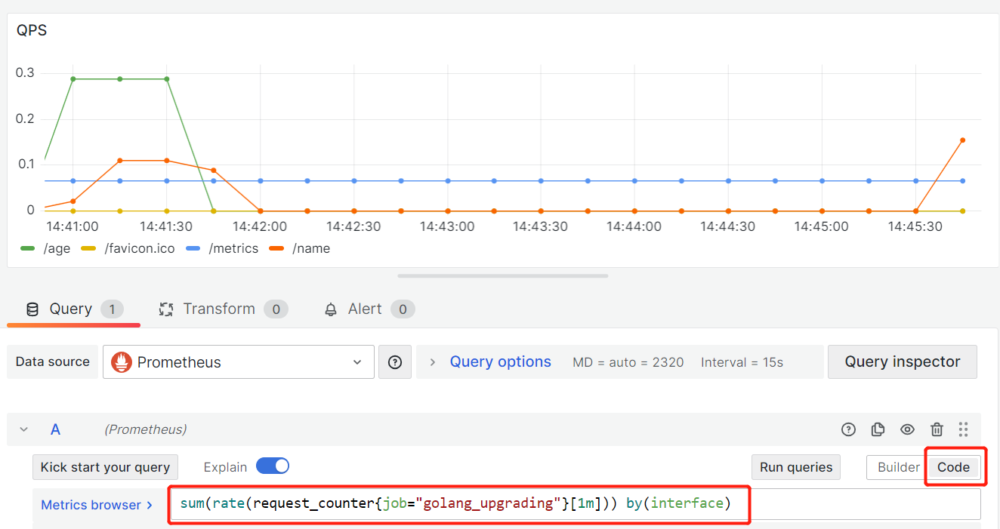 QPS
0.3
0.2
0.1
0
14:41:00 14:41:30 14:42:00 14:42:30 14:43:00 14:43:30 14:44:00 14:44:30 14:45:00 14:45:30
/age /favicon.ico /metrics /name
Query 1 Transform 0 Alert 0
Data source Prometheus Query options MD = auto = 2320 Interval = 15s Query inspector
A (Prometheus)
Kick start your query Explain Run queries Builder Code
Metrics browser > sum(rate(request_counter{job="golang_upgrading"}[1m])) by(interface)